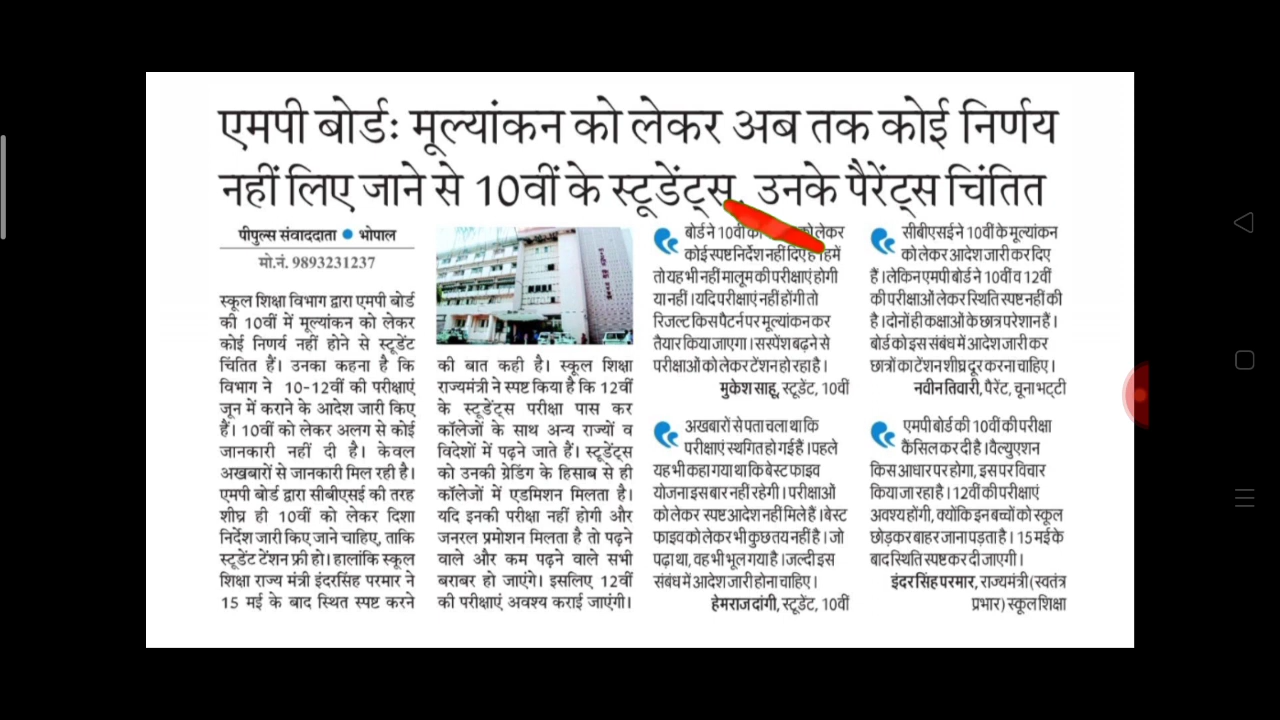 एमपी बोर्डः मूल्यांकन को लेकर अब तक कोई निर्णय
नहीं लिए जाने से 10वीं के स्टूडेंट्स, उनके पैरेंट्स चिंतित
पीपुल्स संवाददाता ● भोपाल
मो.नं. 9893231237
स्कूल शिक्षा विभाग द्वारा एमपी बोर्ड
की 10वीं में मूल्यांकन को लेकर
कोई निर्णय नहीं होने से स्टूडेंट
चिंतित हैं। उनका कहना है कि
विभाग ने 10-12वीं की परीक्षाएं
जून में कराने के आदेश जारी किए
हैं। 10वीं को लेकर अलग से कोई
जानकारी नहीं दी है। केवल
अखबारों से जानकारी मिल रही है।
एमपी बोर्ड द्वारा सीबीएसई की तरह
शीघ्र ही 10वीं को लेकर दिशा
निर्देश जारी किए जाने चाहिए, ताकि
स्टूडेंट टेंशन फ्री हो। हालांकि स्कूल
शिक्षा राज्य मंत्री इंदरसिंह परमार ने
15 मई के बाद स्थित स्पष्ट करने
की बात कही है। स्कूल शिक्षा
राज्यमंत्री ने स्पष्ट किया है कि 12वीं
के स्टूडेंट्स परीक्षा पास कर
कॉलेजों के साथ अन्य राज्यों व
विदेशों में पढ़ने जाते हैं। स्टूडेंट्स
को उनकी ग्रेडिंग के हिसाब से ही
कॉलेजों में एडमिशन मिलता है।
यदि इनकी परीक्षा नहीं होगी और
जनरल प्रमोशन मिलता है तो पढ़ने
वाले और कम पढ़ने वाले सभी
बराबर हो जाएंगे। इसलिए 12वीं
की परीक्षाएं अवश्य कराई जाएंगी।
बोर्ड ने 10वीं को लेकर
कोई स्पष्ट निर्देश नहीं दिए हैं। हमें
तो यह भी नहीं मालूम की परीक्षाएं होगी
या नहीं। यदि परीक्षाएं नहीं होंगी तो
रिजल्ट किस पैटर्न पर मूल्यांकन कर
तैयार किया जाएगा। सस्पेंश बढ़ने से
परीक्षाओं को लेकर टेंशन हो रहा है।
मुकेश साहू, स्टूडेंट, 10वीं
अखबारों से पता चला था कि
परीक्षाएं स्थगित हो गई हैं। पहले
यह भी कहा गया था कि बेस्ट फाइव
योजना इस बार नहीं रहेगी। परीक्षाओं
को लेकर स्पष्ट आदेश नहीं मिले हैं। बेस्ट
फाइव को लेकर भी कुछ तय नहीं है। जो
पढ़ा था, वह भी भूल गया है। जल्दी इस
संबंध में आदेश जारी होना चाहिए।
हेमराज दांगी, स्टूडेंट, 10वीं
सीबीएसई ने 10वीं के मूल्यांकन
को लेकर आदेश जारी कर दिए
हैं। लेकिन एमपी बोर्ड ने 10वीं व 12वीं
की परीक्षाओं लेकर स्थिति स्पष्ट नहीं की
है। दोनों ही कक्षाओं के छात्र परेशान हैं।
बोर्ड को इस संबंध में आदेश जारी कर
छात्रों का टेंशन शीघ्र दूर करना चाहिए।
नवीन तिवारी, पैरेंट, चूना भट्टी
एमपी बोर्ड की 10वीं की परीक्षा
कैंसिल कर दी है। वैल्युएशन
किस आधार पर होगा, इस पर विचार
किया जा रहा है। 12वीं की परीक्षाएं
अवश्य होंगी, क्योंकि इन बच्चों को स्कूल
छोड़कर बाहर जाना पड़ता है। 15 मई के
बाद स्थिति स्पष्ट कर दी जाएगी।
इंदर सिंह परमार, राज्यमंत्री (स्वतंत्र
प्रभार) स्कूल शिक्षा